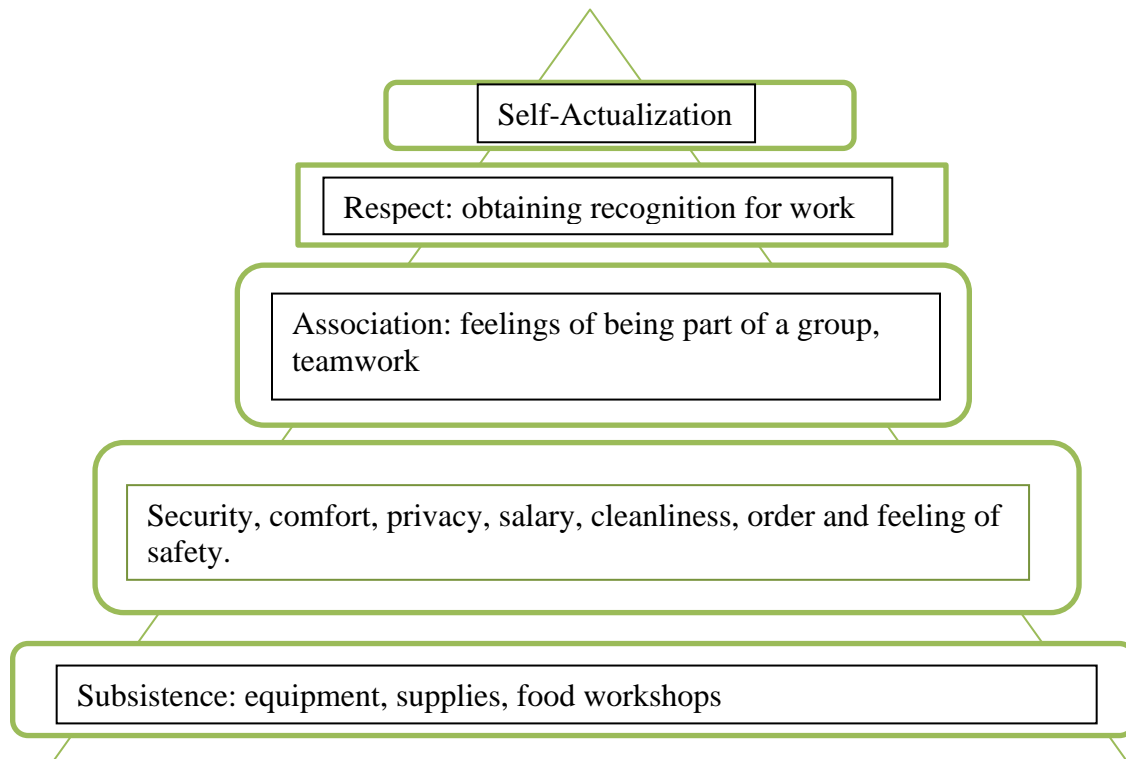 Self-Actualization
Respect: obtaining recognition for work
Association: feelings of being part of a group,
teamwork
Security, comfort, privacy, salary, cleanliness, order and feeling of
safety.
Subsistence: equipment, supplies, food workshops